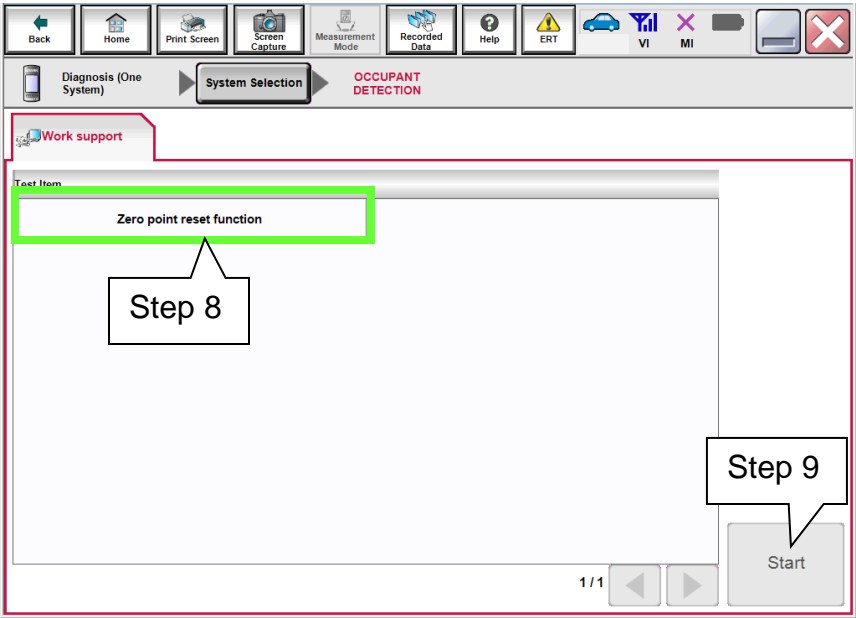 Back
Home
Print Screen
Screen
Capture
Measurement
Mode
Recorded
Data
Help
ERT
VI
MI
Diagnosis (One
System)
System Selection
OCCUPANT
DETECTION
Work support
Test Item
Zero point reset function
Step 8
Step 9
Start
1/1